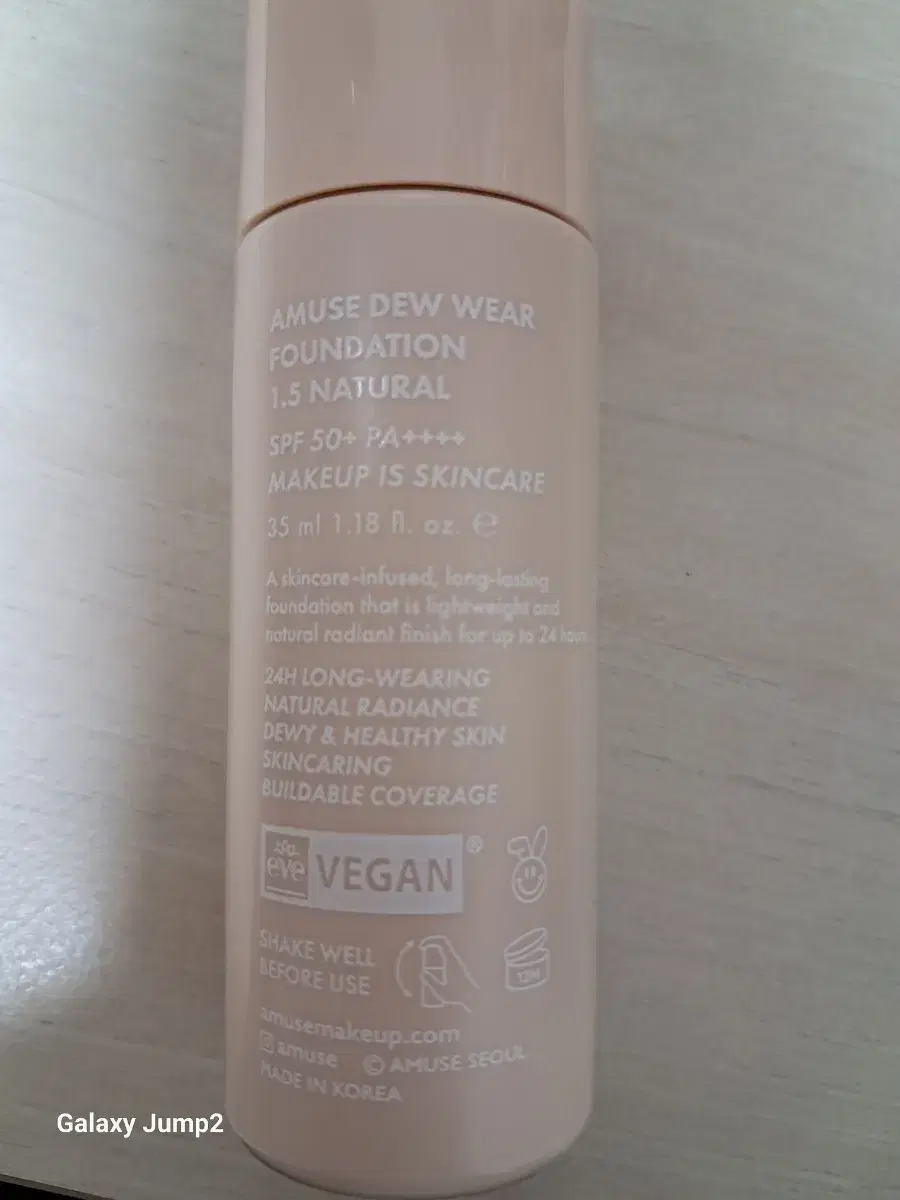 AMUSE DEW WEAR
FOUNDATION
1.5 NATURAL
SPF 50+ PA++++
MAKEUP IS SKINCARE
35 ml 1.18 fl. oz. ℮
A skincare-infused, long-lasting
foundation that is lightweight and
natural radiant finish for up to 24 hours
24H LONG-WEARING
NATURAL RADIANCE
DEWY & HEALTHY SKIN
SKINCARING
BUILDABLE COVERAGE
eve VEGAN®
SHAKE WELL
BEFORE USE
12M
amusemakeup.com
amuse © AMUSE SEOUL
MADE IN KOREA
Galaxy Jump2